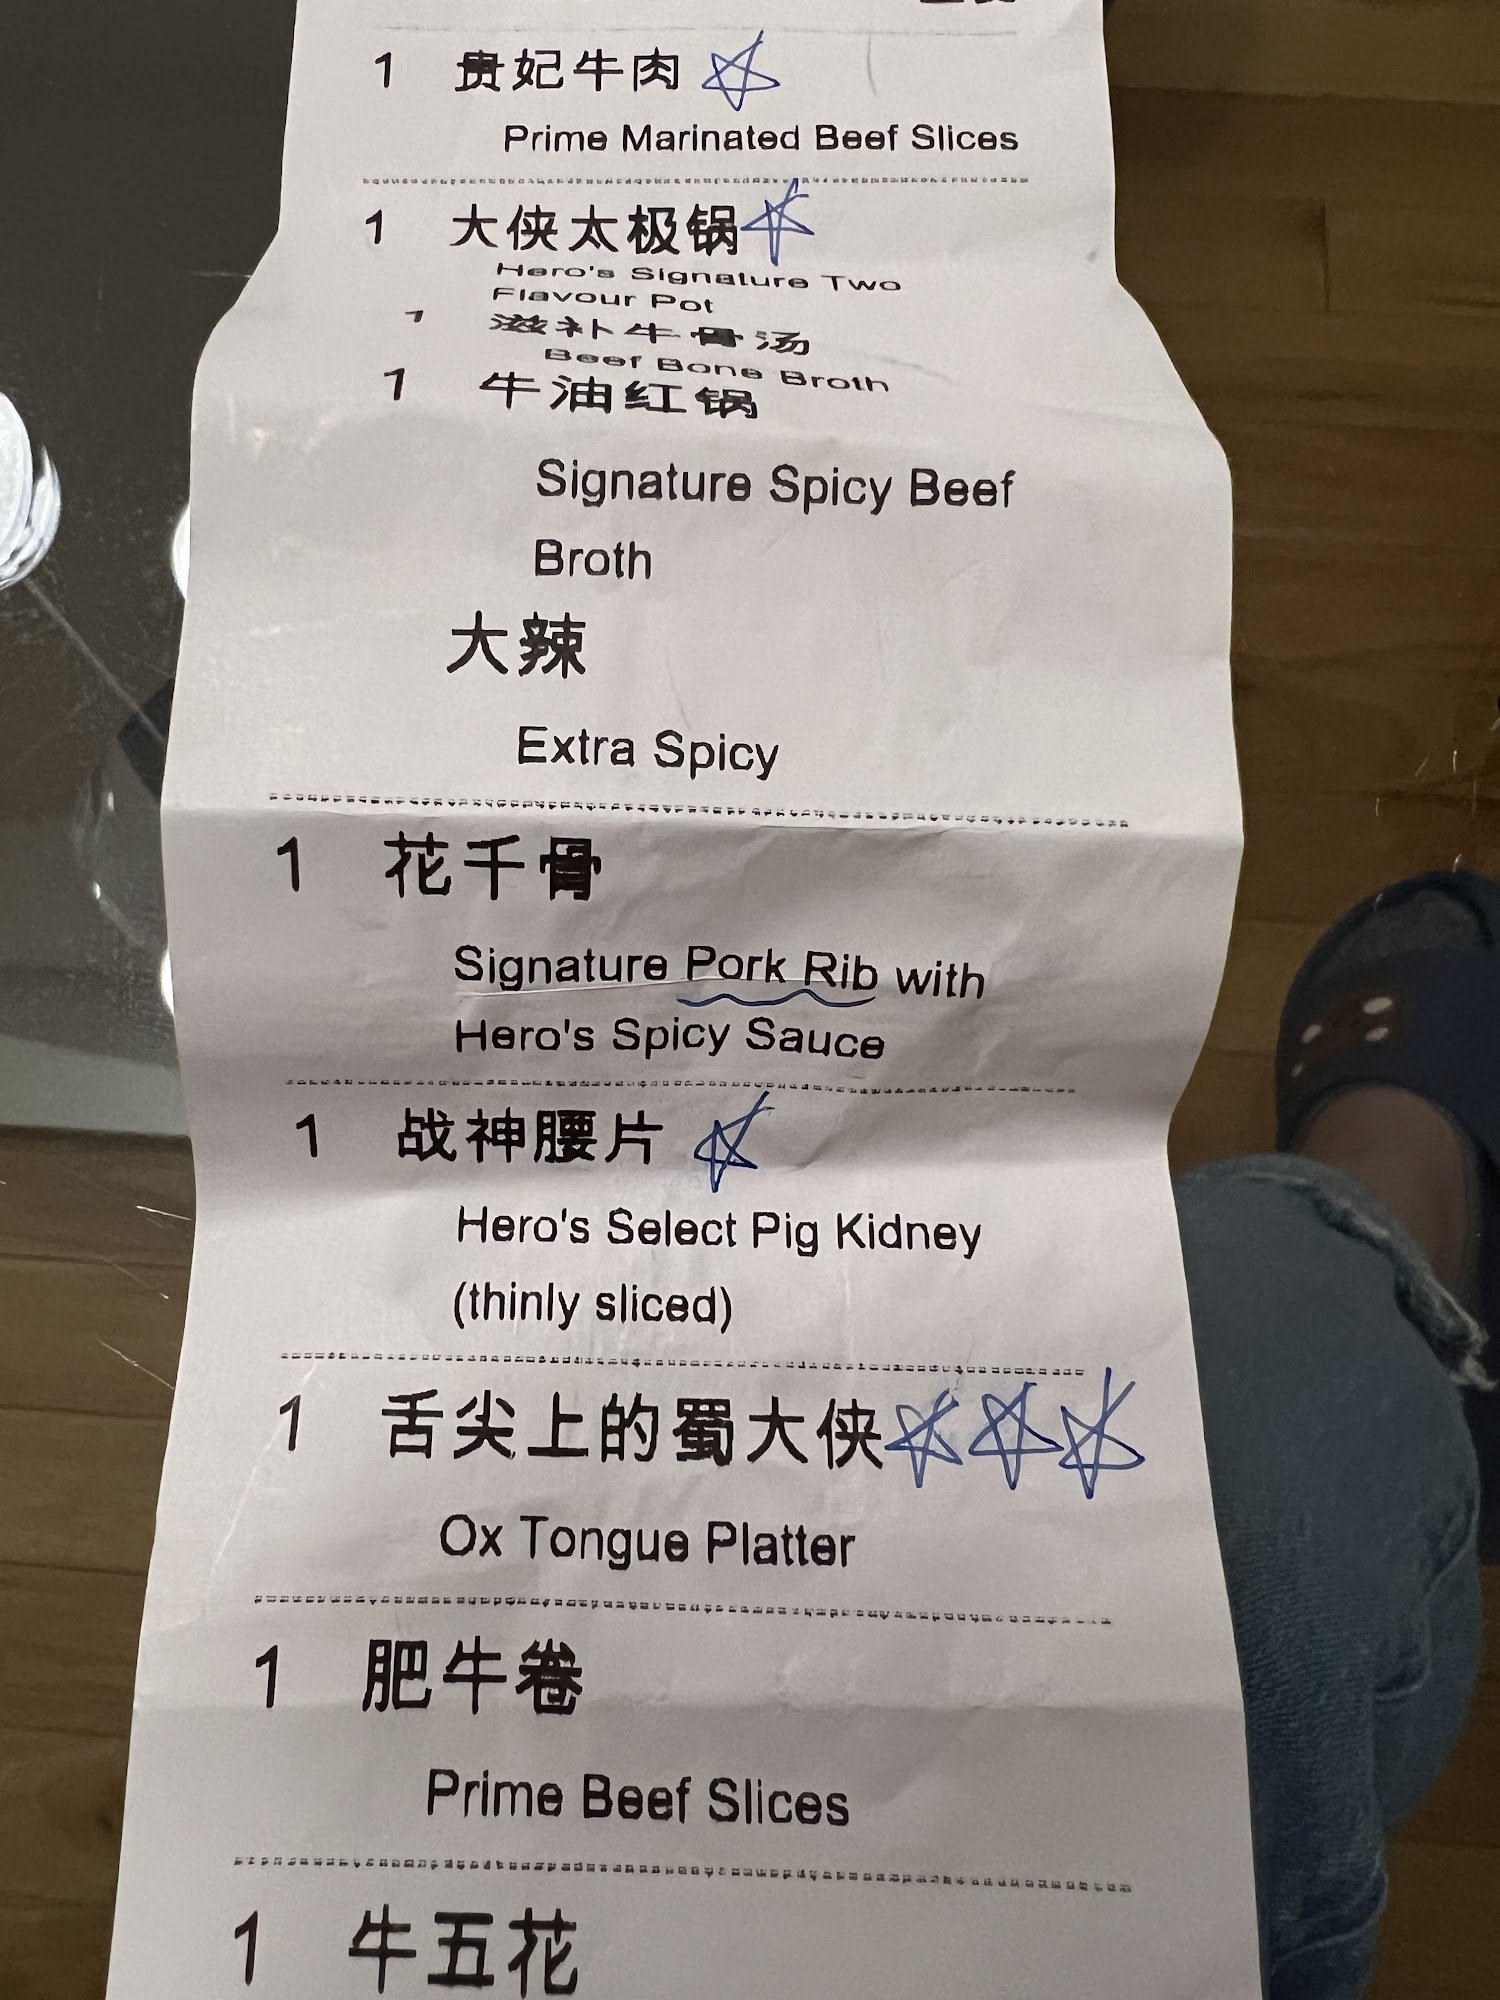 1 贵妃牛肉
Prime Marinated Beef Slices
1 大侠太极锅
Hero's Signature Two
Flavour Pot
1 滋补牛骨汤
Beef Bone Broth
1 牛油红锅
Signature Spicy Beef
Broth
大辣
Extra Spicy
1 花千骨
Signature Pork Rib with
Hero's Spicy Sauce
1 战神腰片
Hero's Select Pig Kidney
(thinly sliced)
1 舌尖上的蜀大侠
Ox Tongue Platter
1 肥牛卷
Prime Beef Slices
1 牛五花